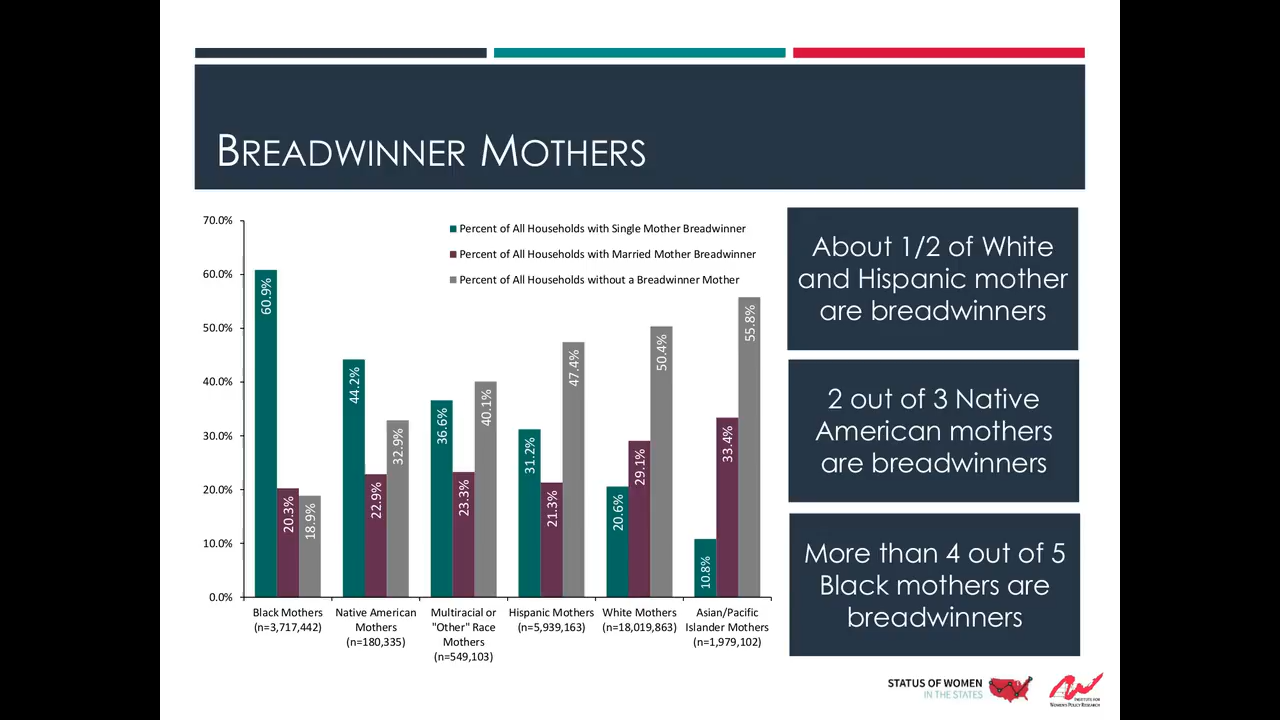 BREADWINNER MOTHERS
70.0%
60.0%
50.0%
40.0%
30.0%
20.0%
10.0%
0.0%
Percent of All Households with Single Mother Breadwinner
Percent of All Households with Married Mother Breadwinner
Percent of All Households without a Breadwinner Mother
60.9%
20.3%
18.9%
44.2%
22.9%
32.9%
36.6%
23.3%
40.1%
31.2%
21.3%
47.4%
20.6%
29.1%
50.4%
10.8%
33.4%
55.8%
Black Mothers
(n=3,717,442)
Native American
Mothers
(n=180,335)
Multiracial or
"Other" Race
Mothers
(n=549,103)
Hispanic Mothers
(n=5,939,163)
White Mothers
(n=18,019,863)
Asian/Pacific
Islander Mothers
(n=1,979,102)
About 1/2 of White
and Hispanic mother
are breadwinners
2 out of 3 Native
American mothers
are breadwinners
More than 4 out of 5
Black mothers are
breadwinners
STATUS OF WOMEN
IN THE STATES
INSTITUTE FOR
WOMEN'S POLICY RESEARCH